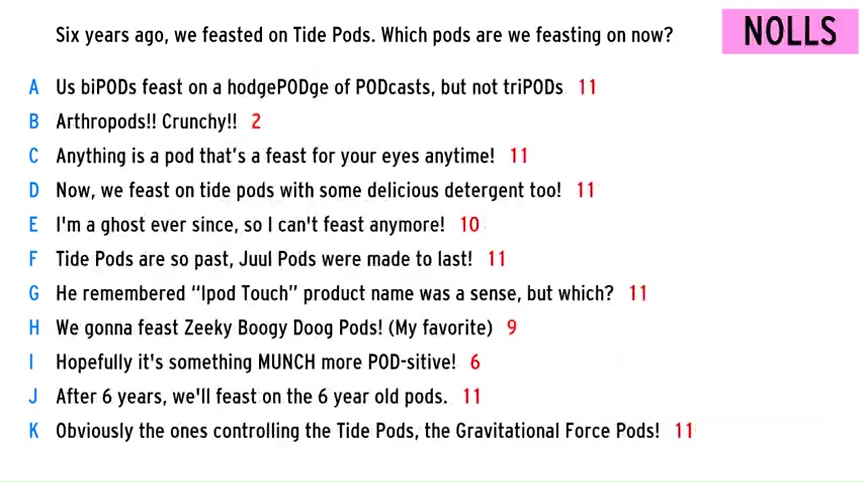 Six years ago, we feasted on Tide Pods. Which pods are we feasting on now?
NOLLS
A Us biPODs feast on a hodgePODge of PODcasts, but not triPODs 11
B Arthropods!! Crunchy!! 2
C Anything is a pod that's a feast for your eyes anytime! 11
D Now, we feast on tide pods with some delicious detergent too! 11
E I'm a ghost ever since, so I can't feast anymore! 10
F Tide Pods are so past, Juul Pods were made to last! 11
G He remembered “Ipod Touch” product name was a sense, but which? 11
H We gonna feast Zeeky Boogy Doog Pods! (My favorite) 9
I Hopefully it's something MUNCH more POD-sitive! 6
J After 6 years, we'll feast on the 6 year old pods. 11
K Obviously the ones controlling the Tide Pods, the Gravitational Force Pods! 11